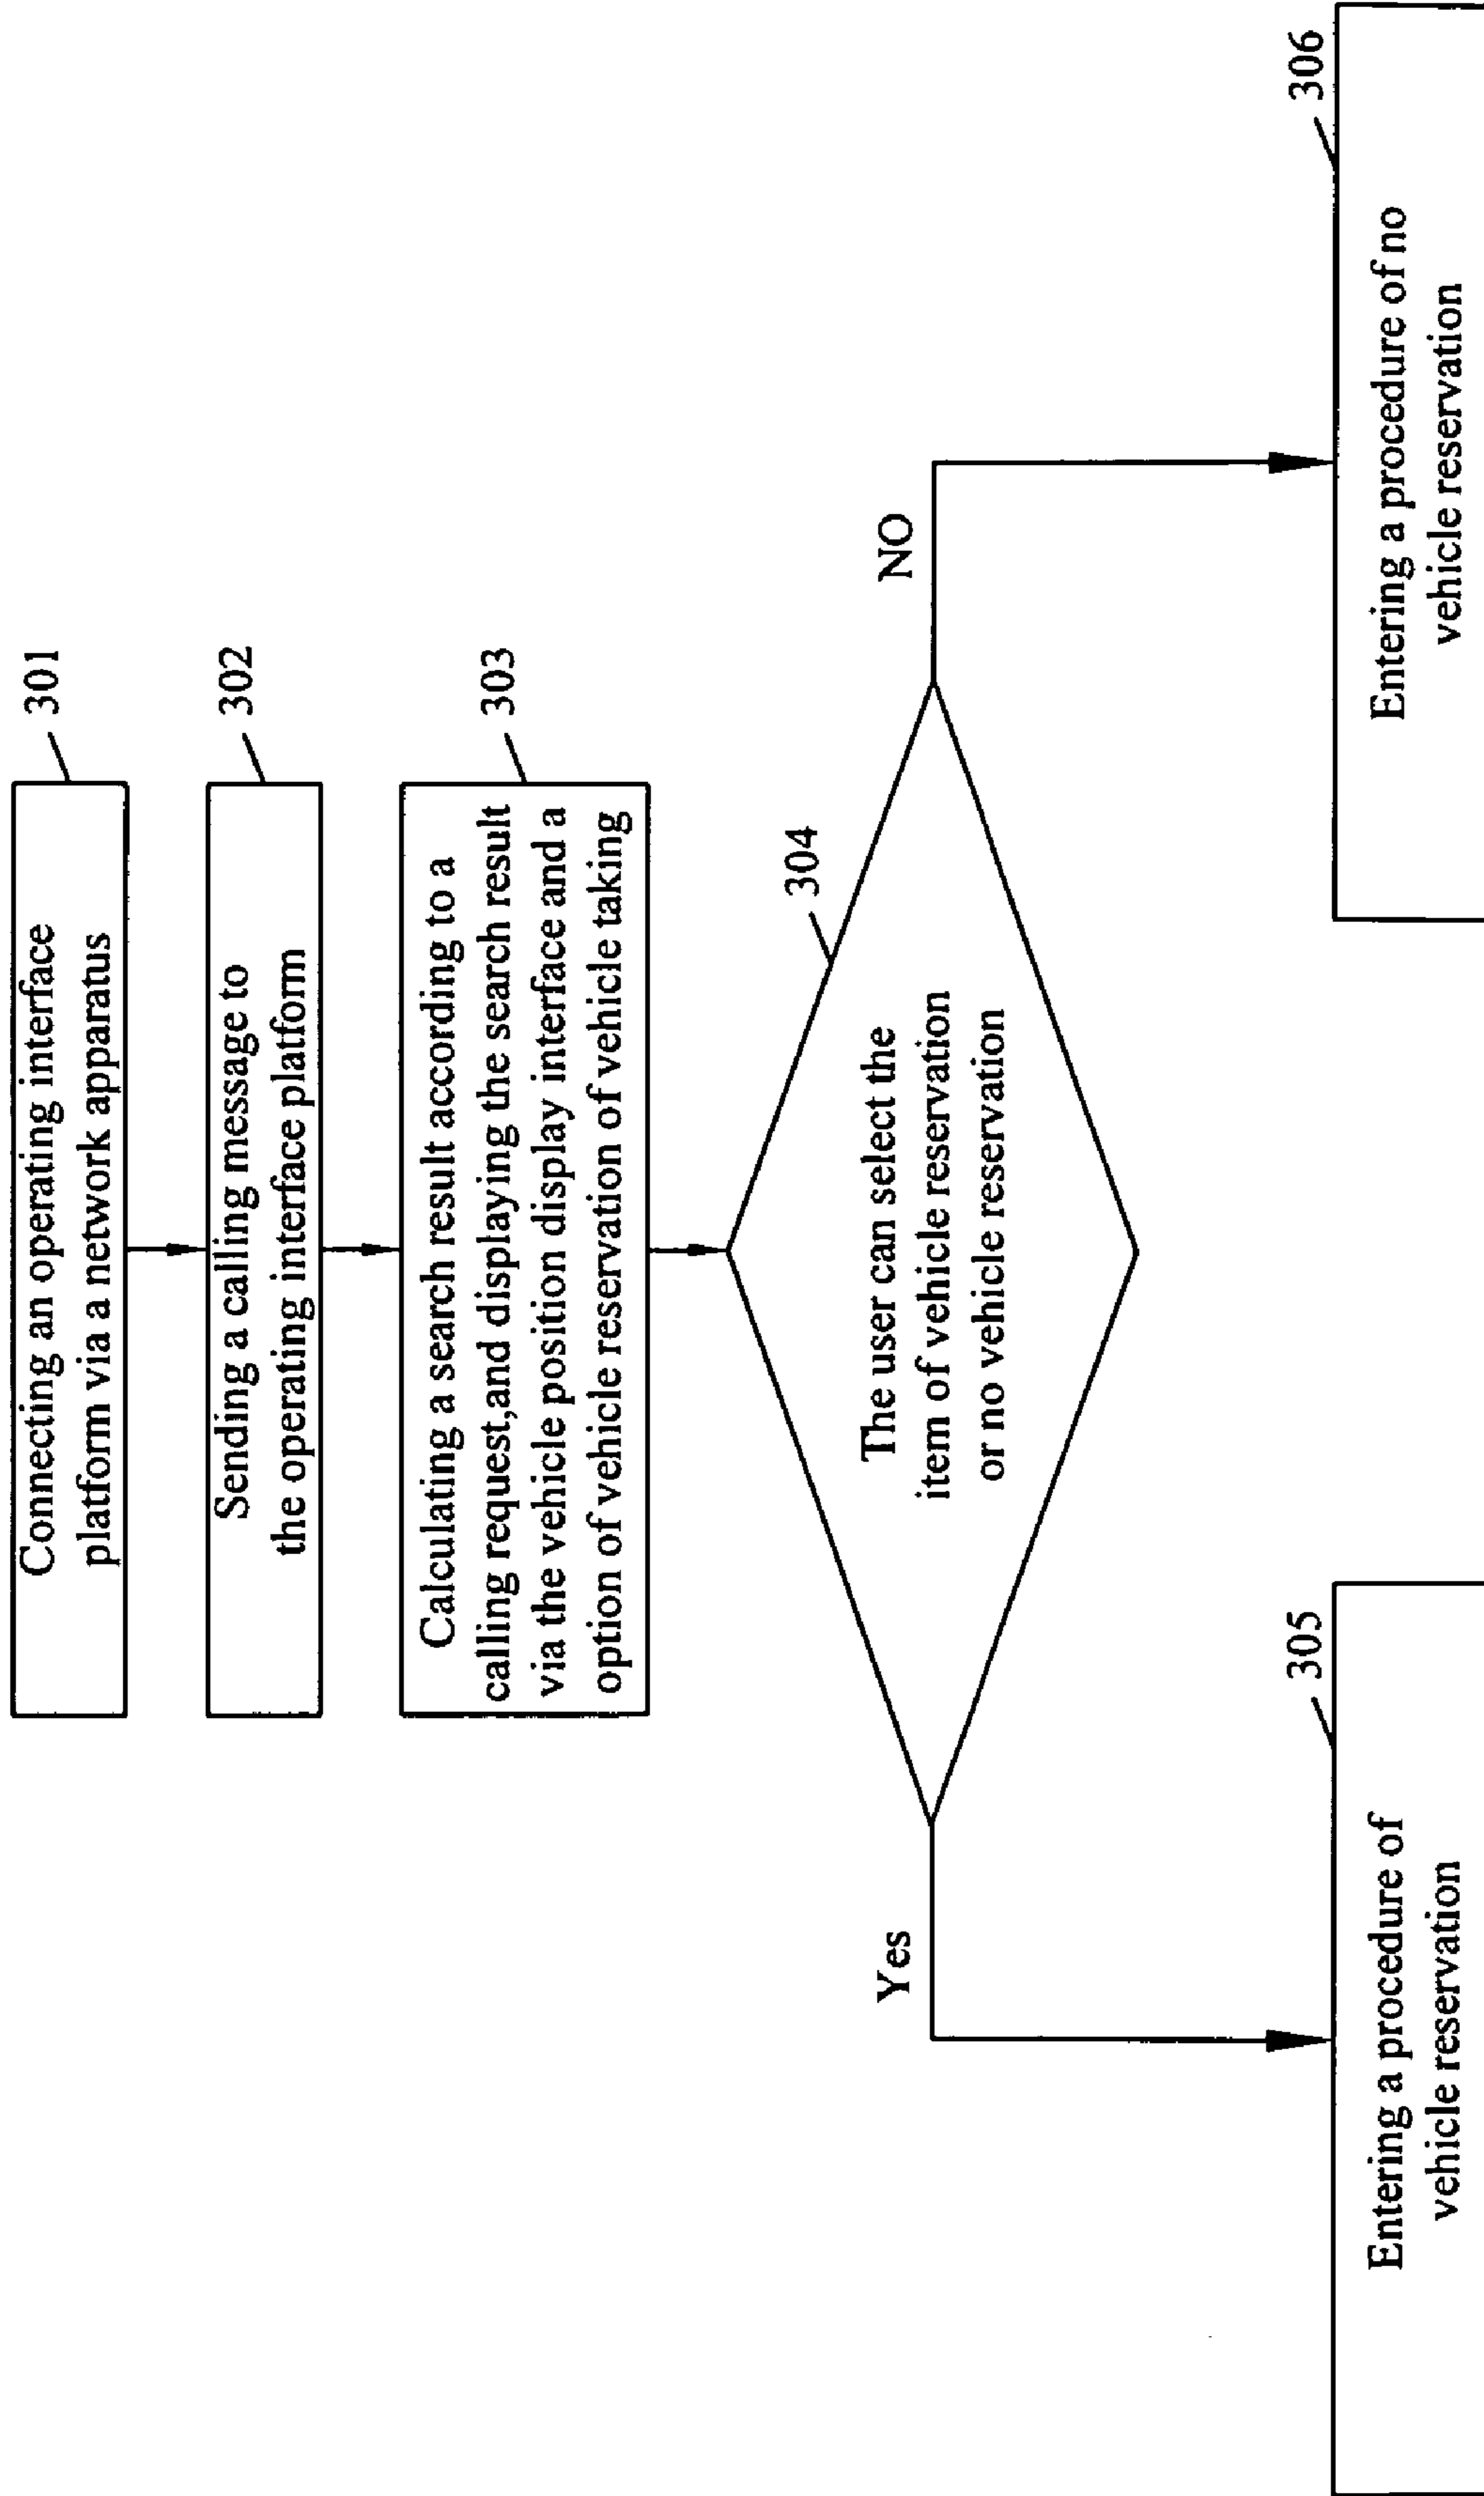 Connecting an operating interface
platform via a network apparatus
301
Sending a calling message to
the operating interface platform
302
Calculating a search result according to a
calling request,and displaying the search result
via the vehicle position display interface and a
option of vehicle reservation of vehicle taking
303
304
The user can select the
item of vehicle reservation
or no vehicle reservation
Yes
NO
305
Entering a procedure of
vehicle reservation
306
Entering a procedure of no
vehicle reservation